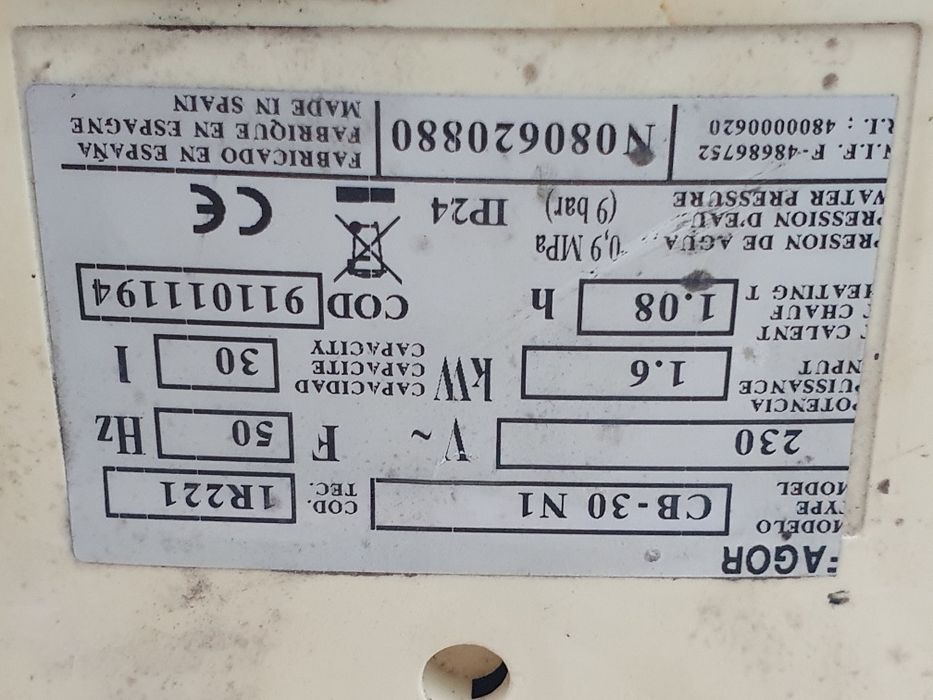 FAGOR
MODELO
TYPE
MODEL
CB-30 N1
COD.
TEC.
1R221
230
V ~
F
50
Hz
POTENCIA
PUISSANCE
INPUT
1.6
kW
CAPACIDAD
CAPACITE
CAPACITY
30
l
T CALENT
T CHAUF
HEATING T
1.08
h
COD
911011194
PRESION DE AGUA
PRESSION D'EAU
WATER PRESSURE
0,9 MPa
(9 bar)
IP24
CE
N.I.F. F-48686752
R.I.: 4800000620
N080620880
FABRICADO EN ESPAÑA
FABRIQUE EN ESPAGNE
MADE IN SPAIN